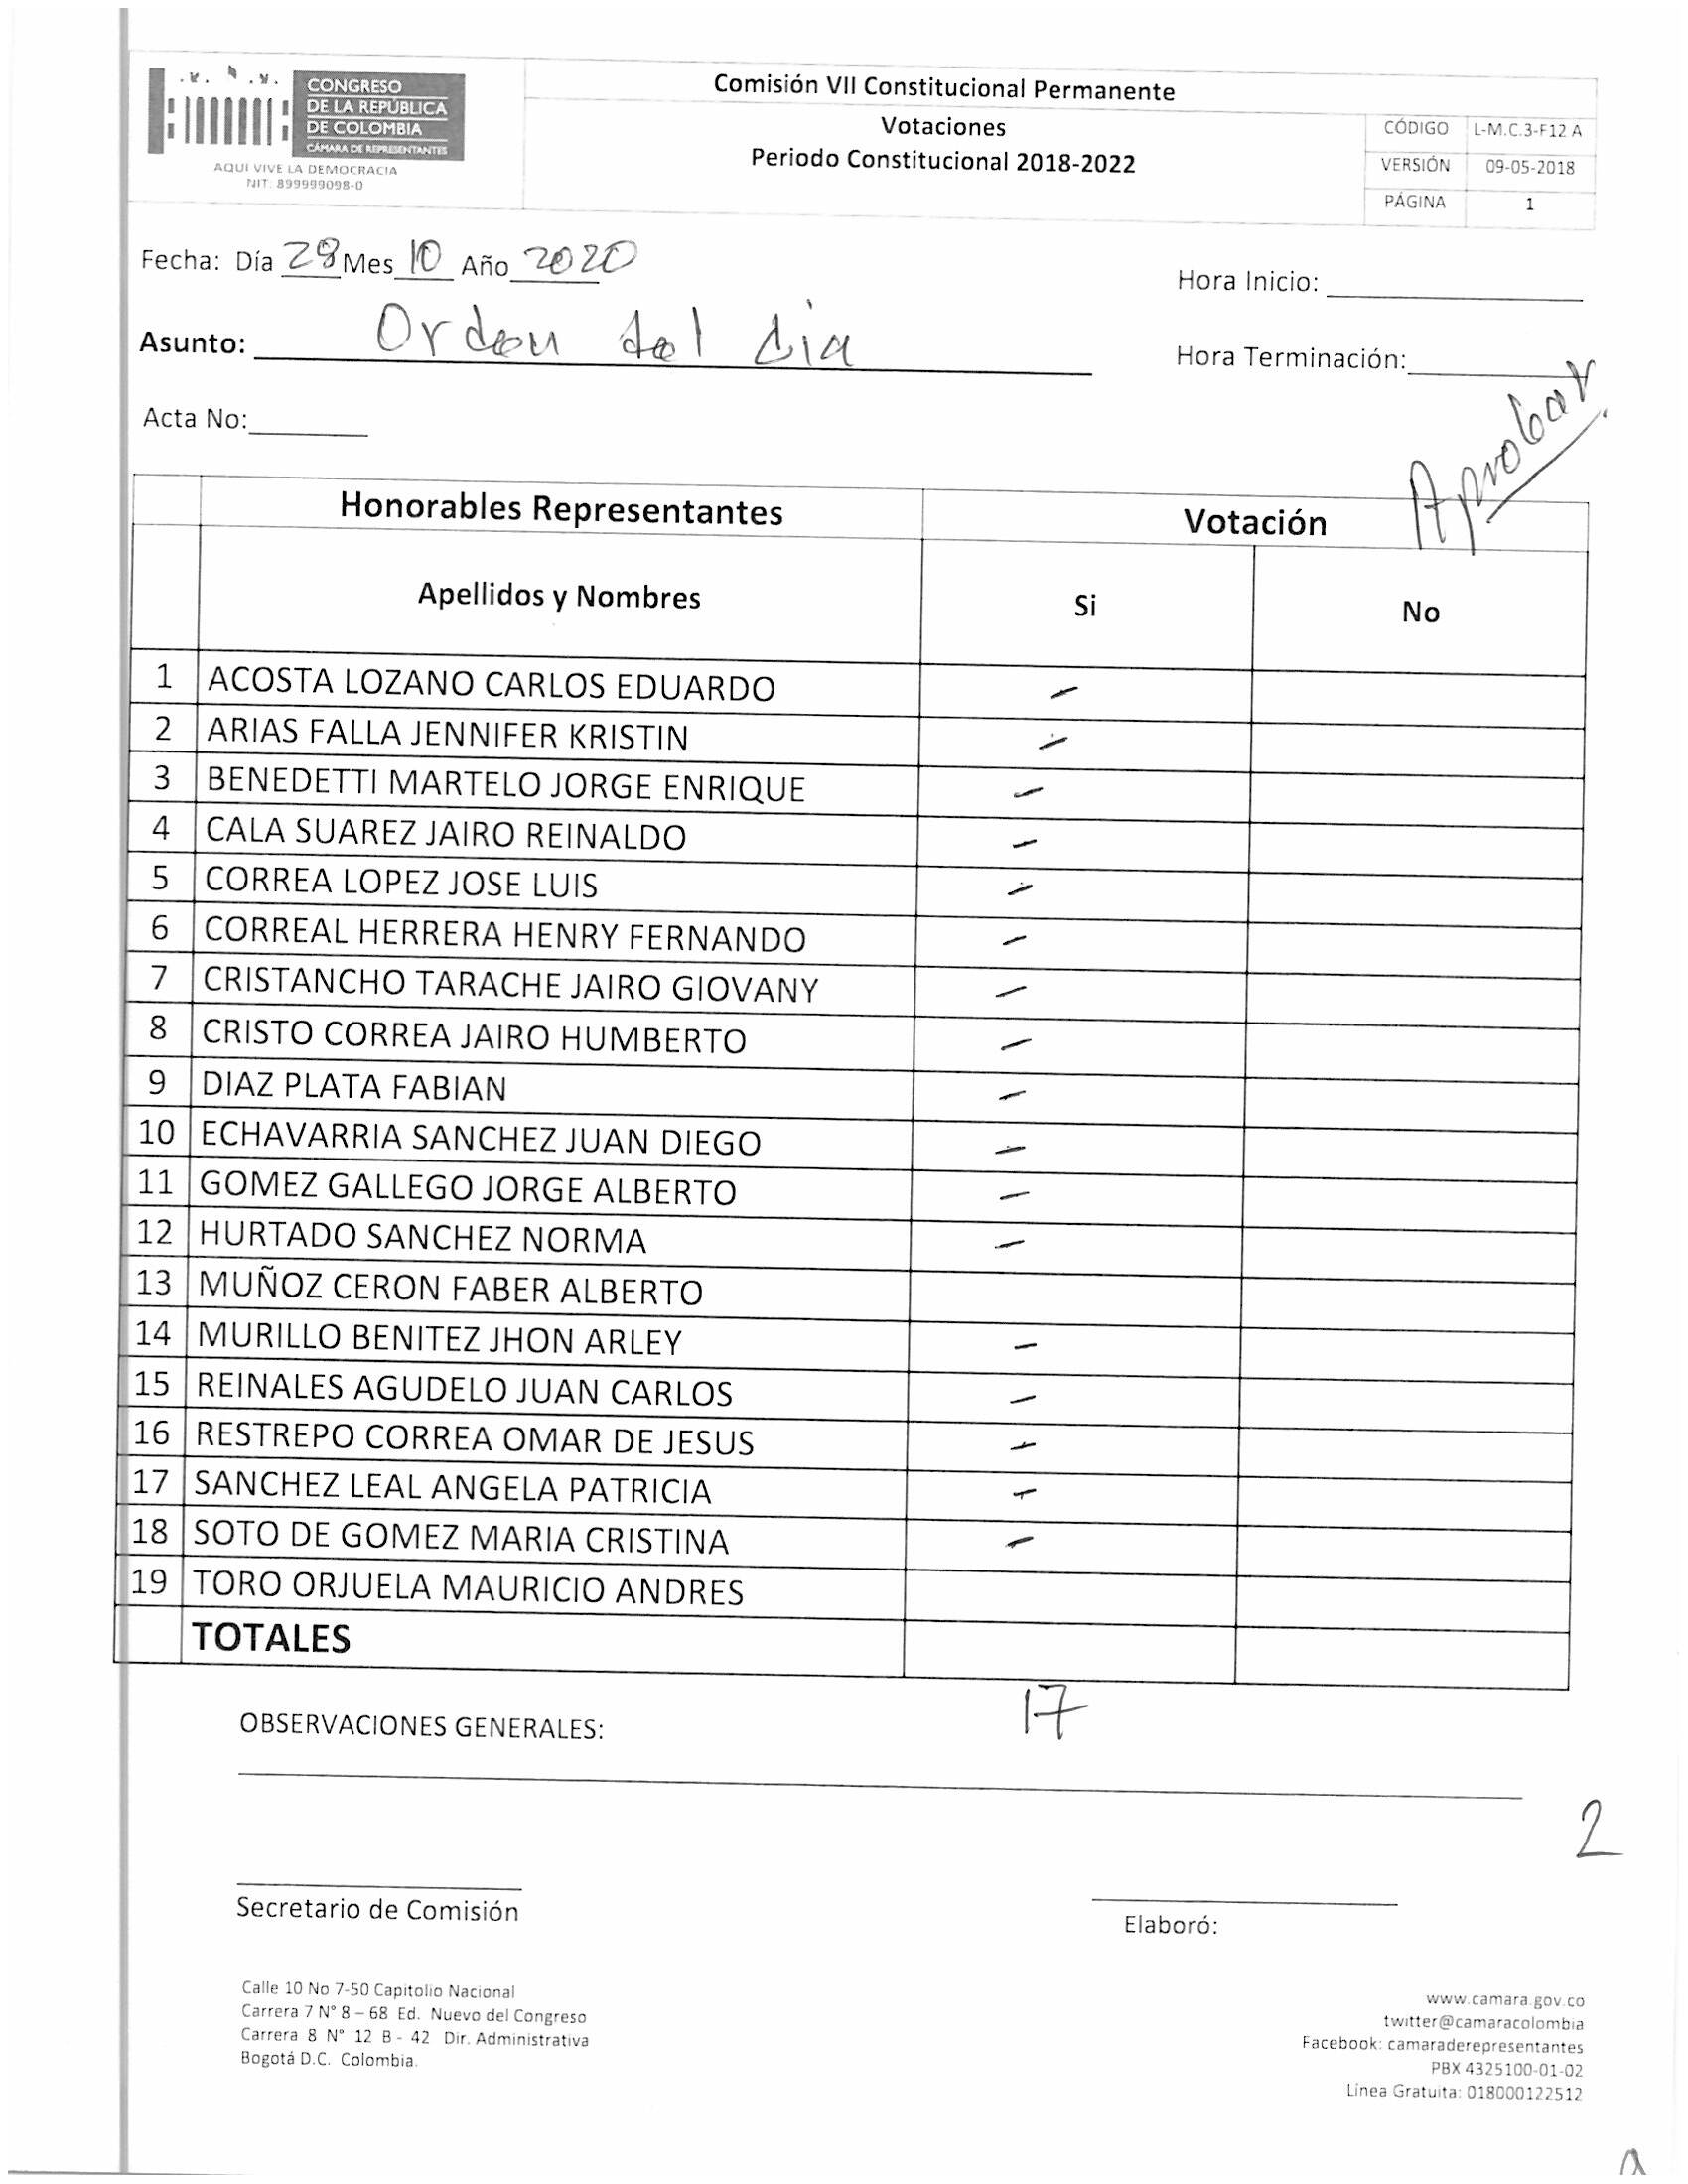 CONGRESO
DE LA REPÚBLICA
DE COLOMBIA
CÁMARA DE REPRESENTANTES
AQUI VIVE LA DEMOCRACIA
NIT: 899999098-0
Comisión VII Constitucional Permanente
Votaciones
Periodo Constitucional 2018-2022
CÓDIGO L-M.C.3-F12 A
VERSIÓN 09-05-2018
PÁGINA 1
Fecha: Día 28 Mes 10 Año 2020
Hora Inicio:
Asunto: Orden del dia
Hora Terminación:
Acta No:
Aprobar
Honorables Representantes Votación
Apellidos y Nombres Si No
1 ACOSTA LOZANO CARLOS EDUARDO –
2 ARIAS FALLA JENNIFER KRISTIN –
3 BENEDETTI MARTELO JORGE ENRIQUE –
4 CALA SUAREZ JAIRO REINALDO –
5 CORREA LOPEZ JOSE LUIS –
6 CORREAL HERRERA HENRY FERNANDO –
7 CRISTANCHO TARACHE JAIRO GIOVANY –
8 CRISTO CORREA JAIRO HUMBERTO –
9 DIAZ PLATA FABIAN –
10 ECHAVARRIA SANCHEZ JUAN DIEGO –
11 GOMEZ GALLEGO JORGE ALBERTO –
12 HURTADO SANCHEZ NORMA –
13 MUÑOZ CERON FABER ALBERTO
14 MURILLO BENITEZ JHON ARLEY –
15 REINALES AGUDELO JUAN CARLOS –
16 RESTREPO CORREA OMAR DE JESUS –
17 SANCHEZ LEAL ANGELA PATRICIA –
18 SOTO DE GOMEZ MARIA CRISTINA –
19 TORO ORJUELA MAURICIO ANDRES
TOTALES
17
OBSERVACIONES GENERALES:
2
Secretario de Comisión
Elaboró:
Calle 10 No 7-50 Capitolio Nacional
Carrera 7 N° 8 – 68 Ed. Nuevo del Congreso
Carrera 8 N° 12 B - 42 Dir. Administrativa
Bogotá D.C. Colombia.
www.camara.gov.co
twitter@camaracolombia
Facebook: camaraderepresentantes
PBX 4325100-01-02
Linea Gratuita: 018000122512